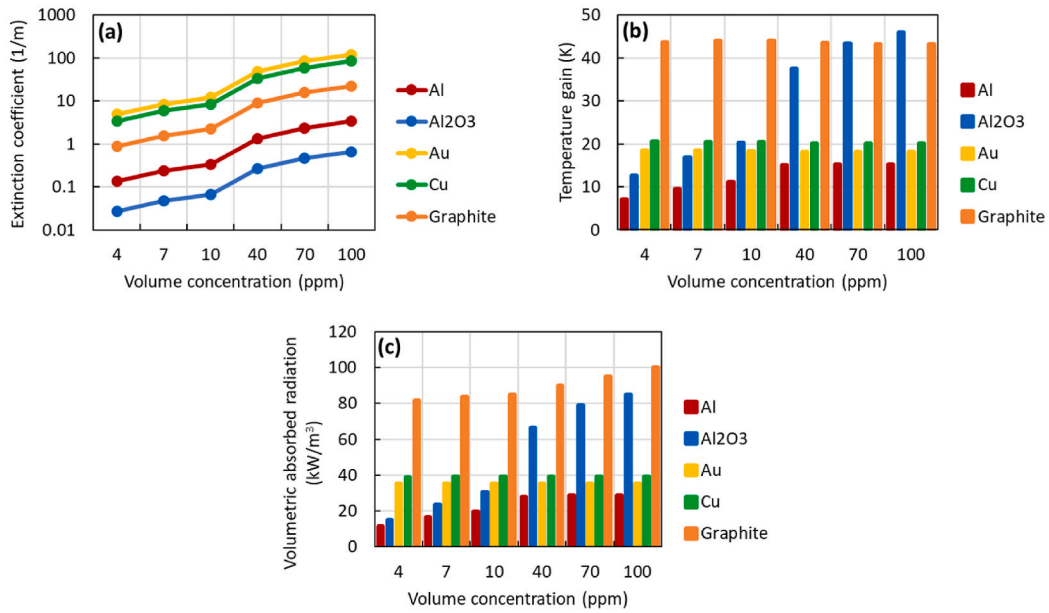 (a)
Extinction coefficient (1/m)
1000
100
10
1
0.1
0.01
4 7 10 40 70 100
Volume concentration (ppm)
Al
Al2O3
Au
Cu
Graphite
(b)
Temperature gain (K)
50
40
30
20
10
0
4 7 10 40 70 100
Volume concentration (ppm)
Al
Al2O3
Au
Cu
Graphite
(c)
Volumetric absorbed radiation
(kW/m³)
120
100
80
60
40
20
0
4 7 10 40 70 100
Volume concentration (ppm)
Al
Al2O3
Au
Cu
Graphite